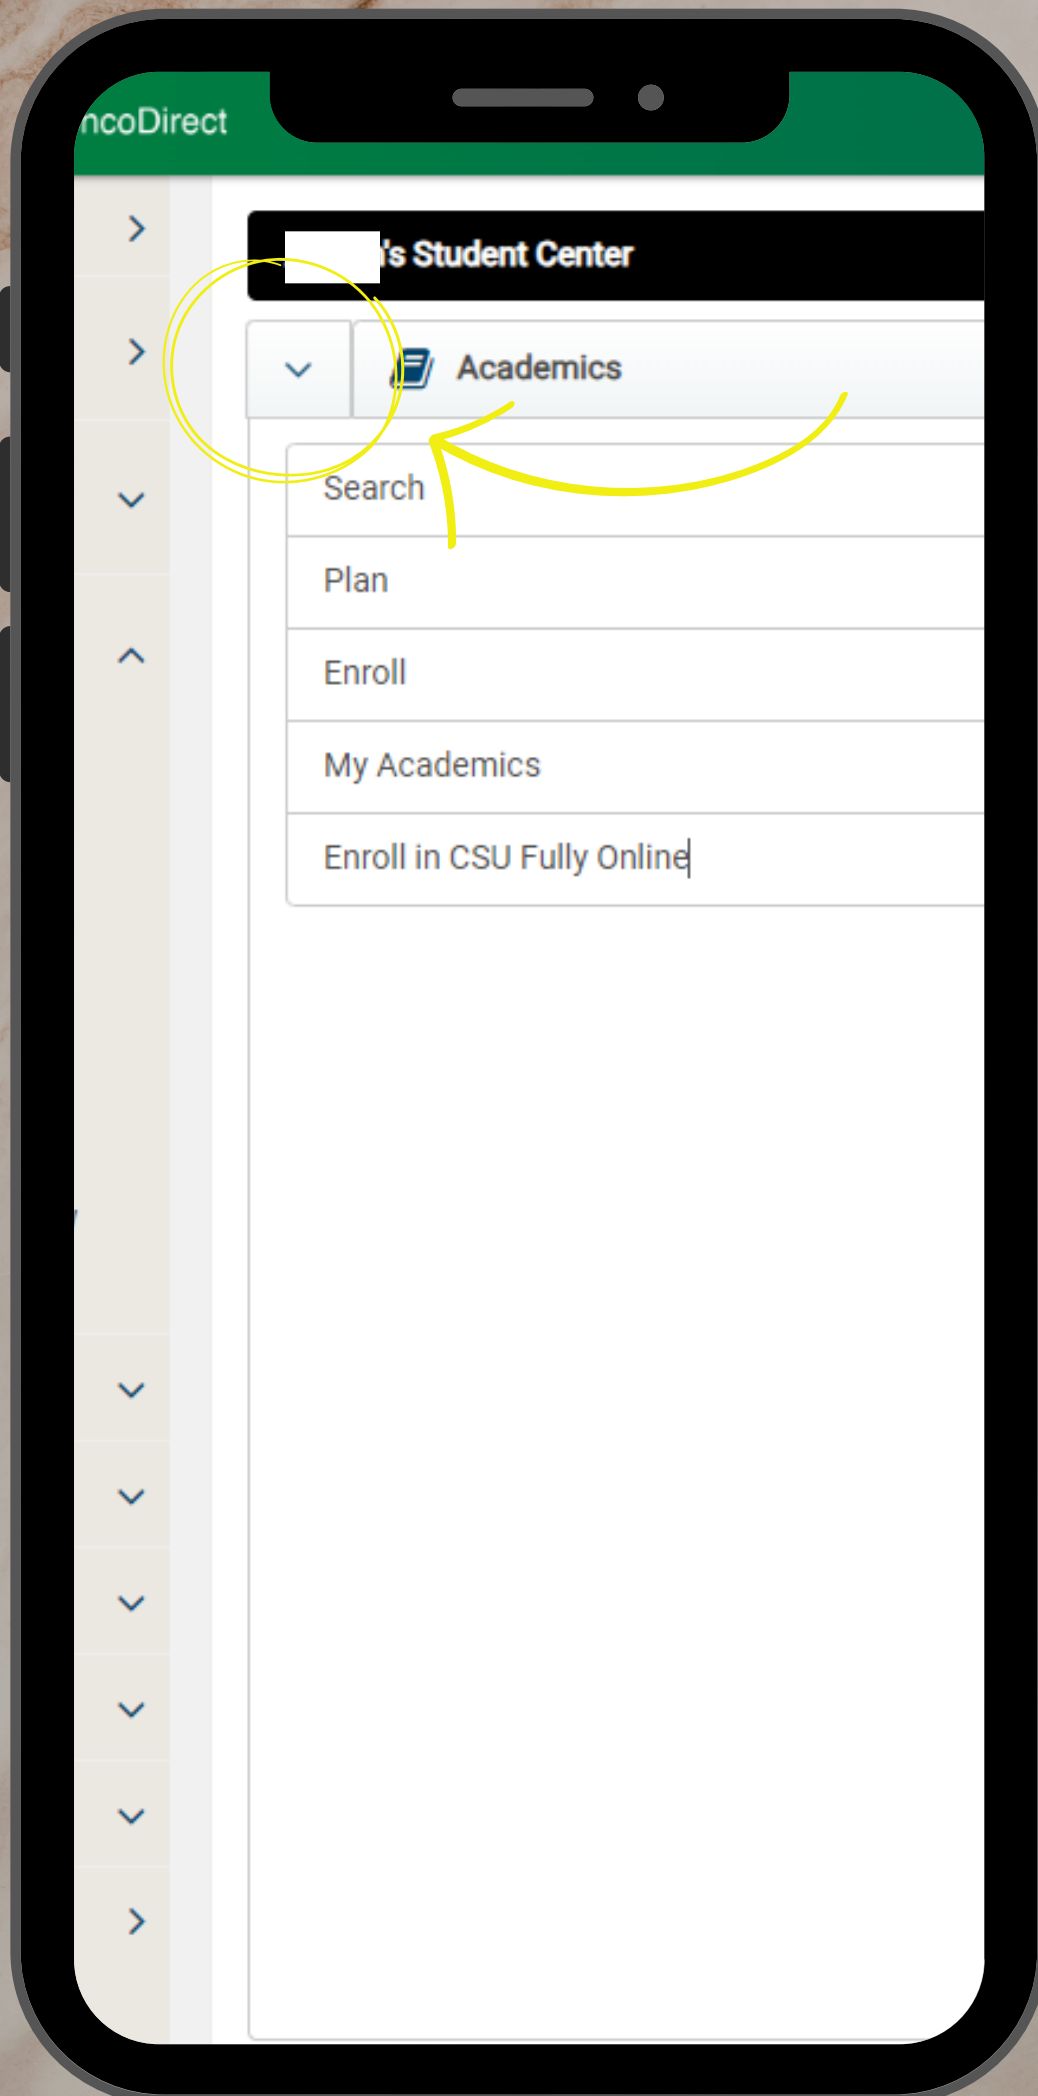 ncoDirect
's Student Center
Academics
Search
Plan
Enroll
My Academics
Enroll in CSU Fully Online